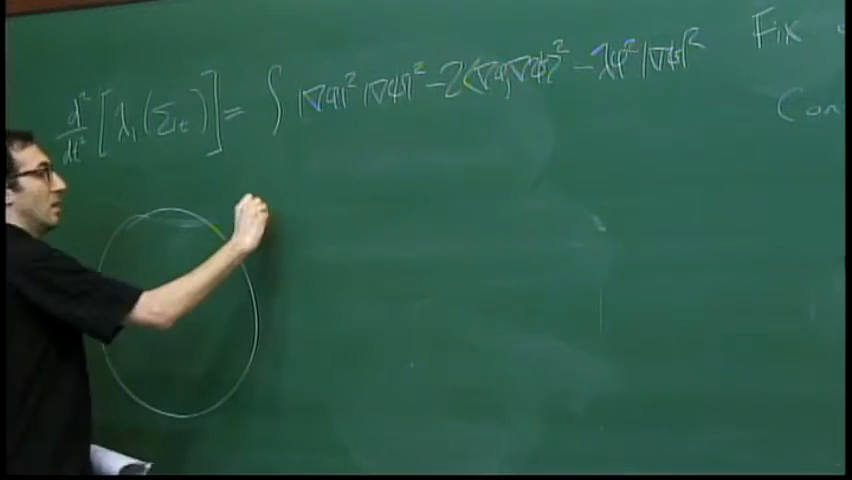 d²/dt² [λ₁(Σₜ)] = ∫ |∇φ|²|∇ψ|² - 2⟨∇φ,∇ψ⟩² - λφ²|∇ψ|²
Fix
Con